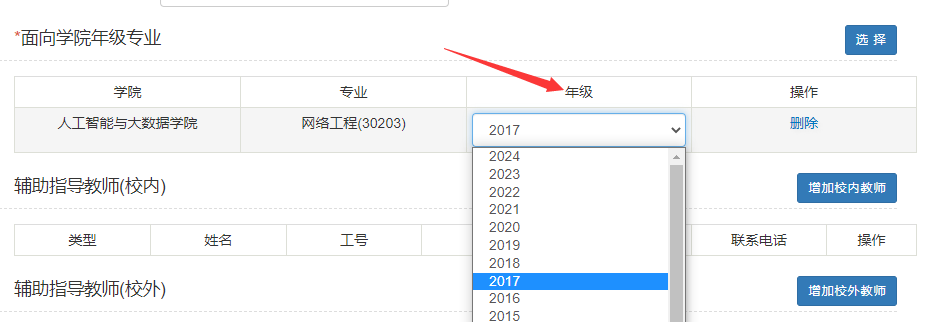 *面向学院年级专业
选 择
学院 专业 年级 操作
人工智能与大数据学院 网络工程(30203) 2017 删除
2024
2023
2022
2021
2020
2019
2018
2017
2016
2015
辅助指导教师(校内)
增加校内教师
类型 姓名 工号 联系电话 操作
辅助指导教师(校外)
增加校外教师